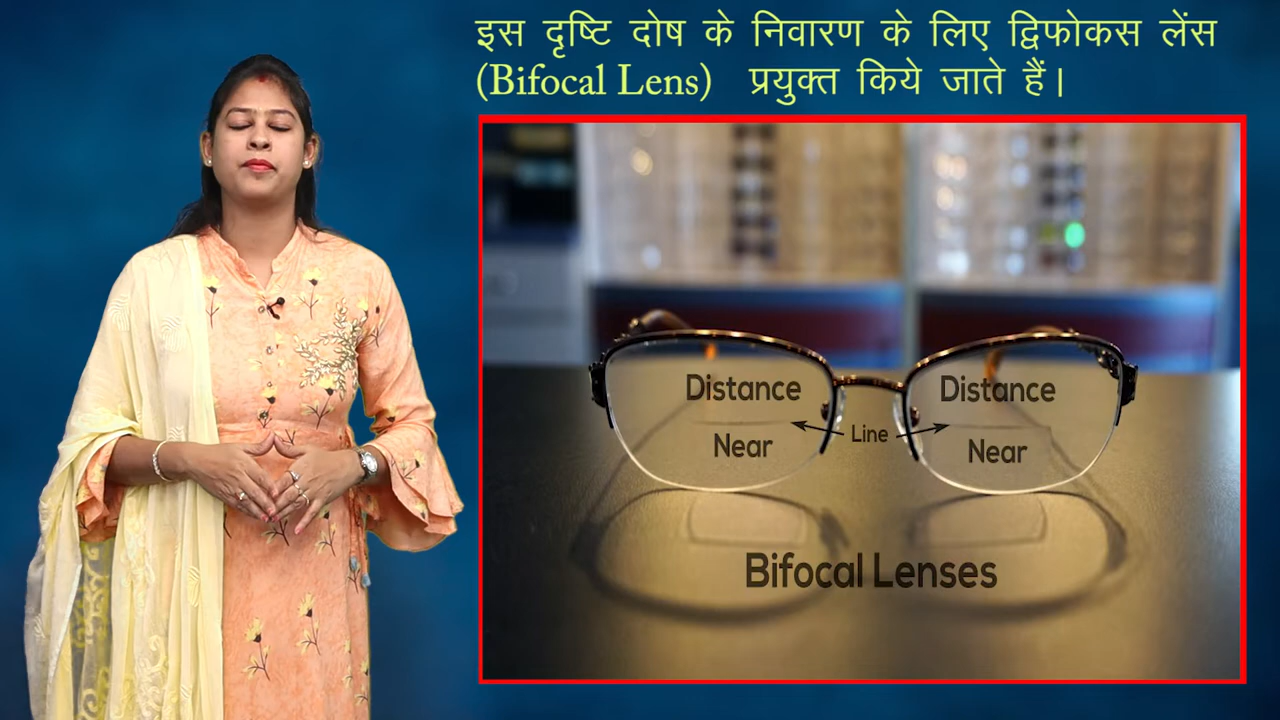 इस दृष्टि दोष के निवारण के लिए द्विफोकस लेंस
(Bifocal Lens) प्रयुक्त किये जाते हैं।
Distance Distance
Line
Near Near
Bifocal Lenses